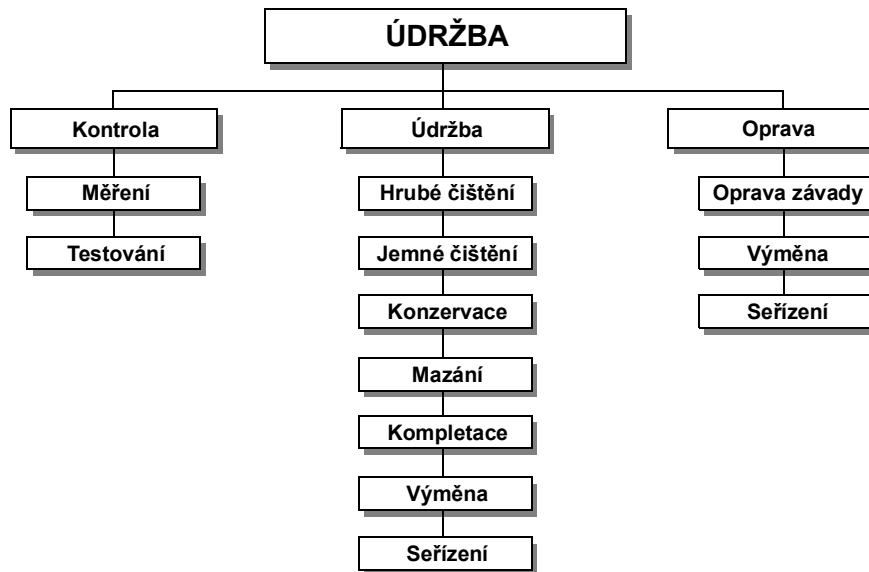 ÚDRŽBA
Kontrola
Měření
Testování
Údržba
Hrubé čištění
Jemné čištění
Konzervace
Mazání
Kompletace
Výměna
Seřízení
Oprava
Oprava závady
Výměna
Seřízení